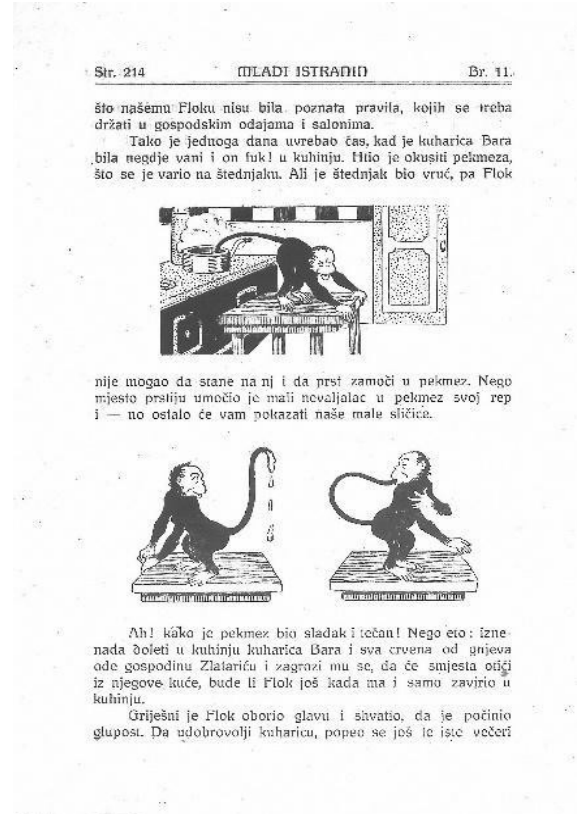 Str. 214 MLADI ISTRANIN Br. 11.
što našemu Floku nisu bila poznata pravila, kojih se treba
držati u gospodskim odajama i salonima.
Tako je jednoga dana uvrebao čas, kad je kuharica Bara
bila negdje vani i on fuk! u kuhinju. Htio je okusiti pekmeza,
što se je vario na štednjaku. Ali je štednjak bio vruć, pa Flok
nije mogao da stane na nj i da prst zamoči u pekmez. Nego
mjesto prstiju umočio je mali nevaljalac u pekmez svoj rep
i — no ostalo će vam pokazati naše male sličice.
Ah! kako je pekmez bio sladak i tečan! Nego eto: izne-
nada doleti u kuhinju kuharica Bara i sva crvena od gnjeva
ode gospodinu Zlatariću i zagrozi mu se, da će smjesta otići
iz njegove kuće, bude li Flok još kada ma i samo zavirio u
kuhinju.
Griješni je Flok oborio glavu i shvatio, da je počinio
glupost. Da udobrovolji kuharicu, popeo se još te iste večeri